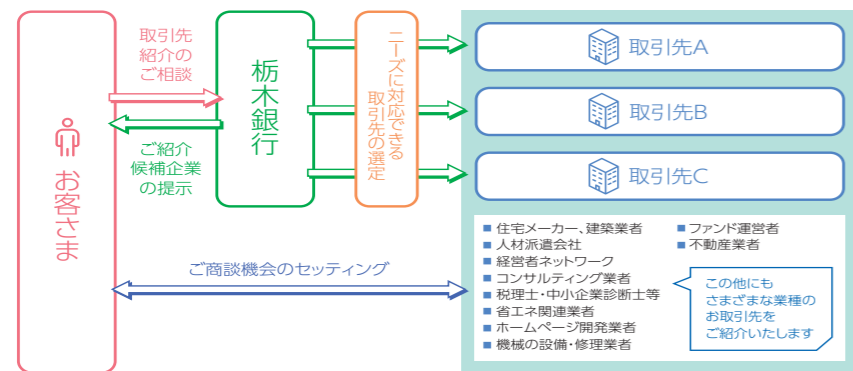 お客さま
取引先
紹介の
ご相談
ご紹介
候補企業
の提示
栃木銀行
ニーズに対応できる
取引先の選定
取引先A
取引先B
取引先C
ご商談機会のセッティング
■ 住宅メーカー、建築業者
■ 人材派遣会社
■ 経営者ネットワーク
■ コンサルティング業者
■ 税理士・中小企業診断士等
■ 省エネ関連業者
■ ホームページ開発業者
■ 機械の設備・修理業者
■ ファンド運営者
■ 不動産業者
この他にも
さまざまな業種の
お取引先を
ご紹介いたします